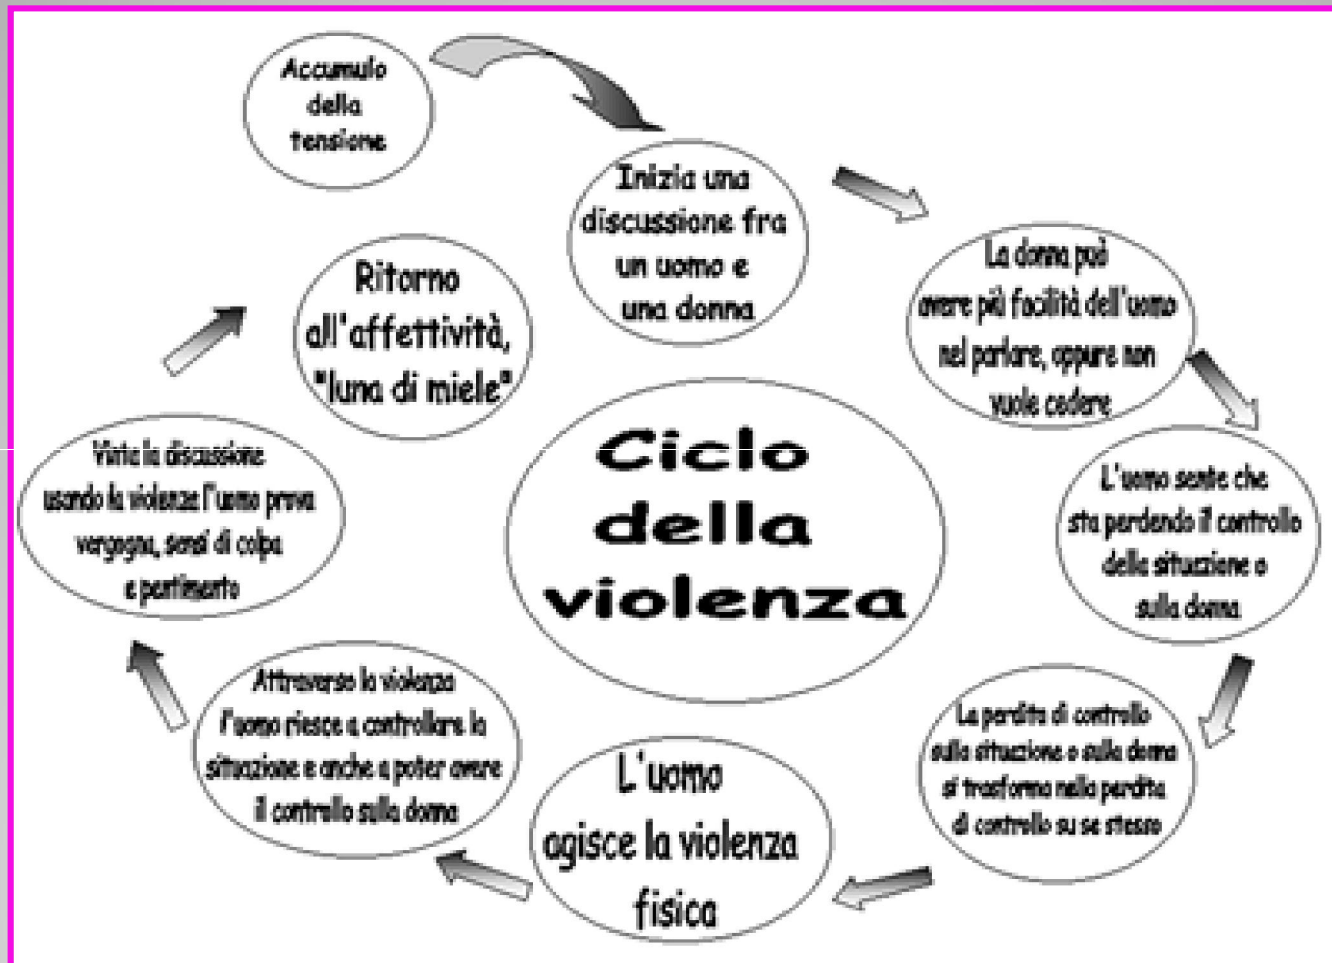 Accumulo
della
tensione
Inizia una
discussione fra
un uomo e
una donna
La donna può
avere più facilità dell'uomo
nel parlare, oppure non
vuole cedere
L'uomo sente che
sta perdendo il controllo
della situazione o
sulla donna
La perdita di controllo
sulla situazione o sulla donna
si trasforma nella perdita
di controllo su se stesso
L'uomo
agisce la violenza
fisica
Attraverso la violenza
l'uomo riesce a controllare la
situazione e anche a poter avere
il controllo sulla donna
Vinta la discussione
usando la violenza l'uomo prova
vergogna, sensi di colpa
e pentimento
Ritorno
all'affettività,
"luna di miele"
Ciclo
della
violenza